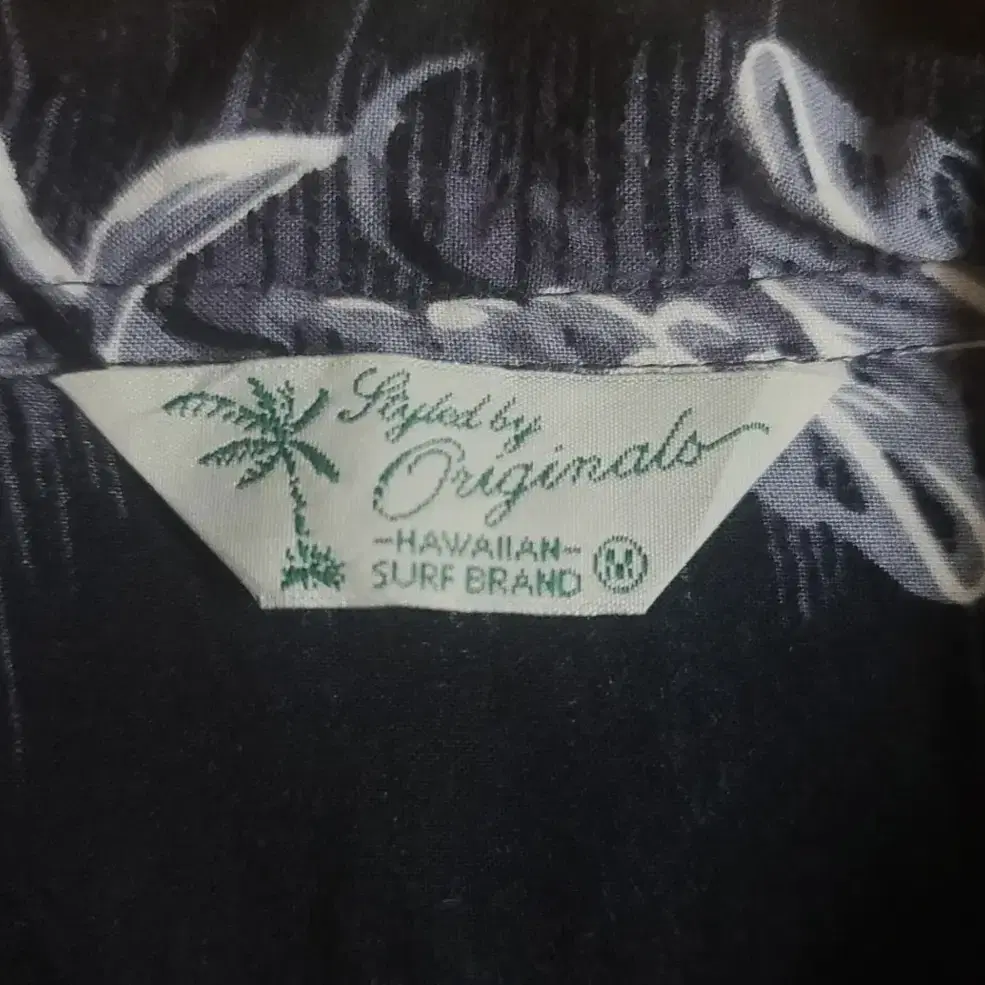 Styled by
Originals
-HAWAIIAN-
SURF BRAND